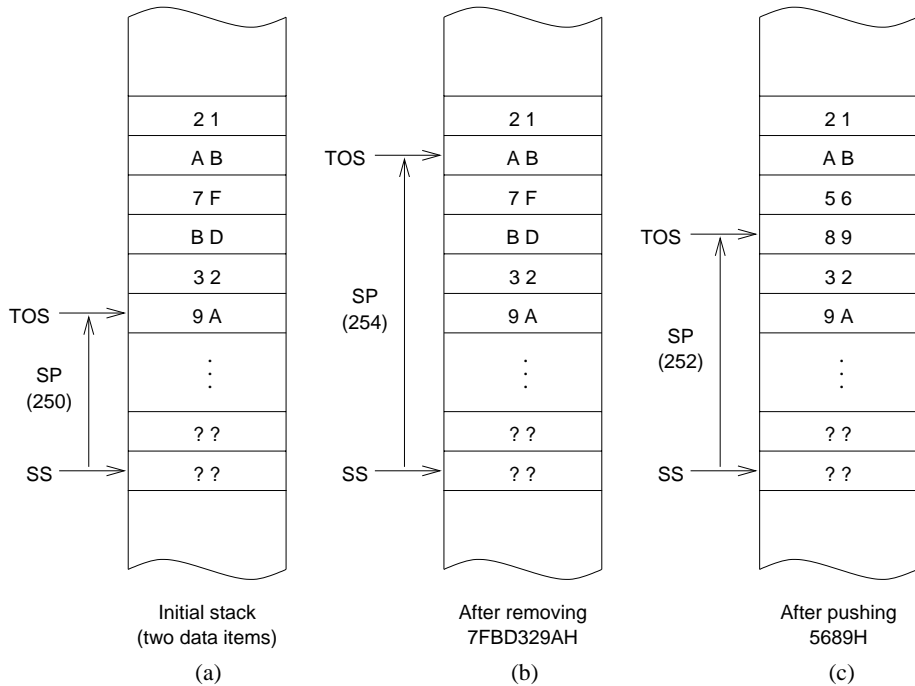 2 1
A B
7 F
B D
3 2
9 A
. . .
? ?
? ?
TOS
SP
(250)
SS
Initial stack
(two data items)
(a)
2 1
A B
7 F
B D
3 2
9 A
. . .
? ?
? ?
TOS
SP
(254)
SS
After removing
7FBD329AH
(b)
2 1
A B
5 6
8 9
3 2
9 A
. . .
? ?
? ?
TOS
SP
(252)
SS
After pushing
5689H
(c)